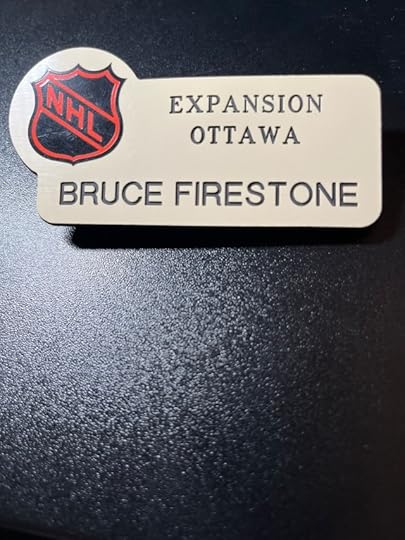 NHL
EXPANSION
OTTAWA
BRUCE FIRESTONE